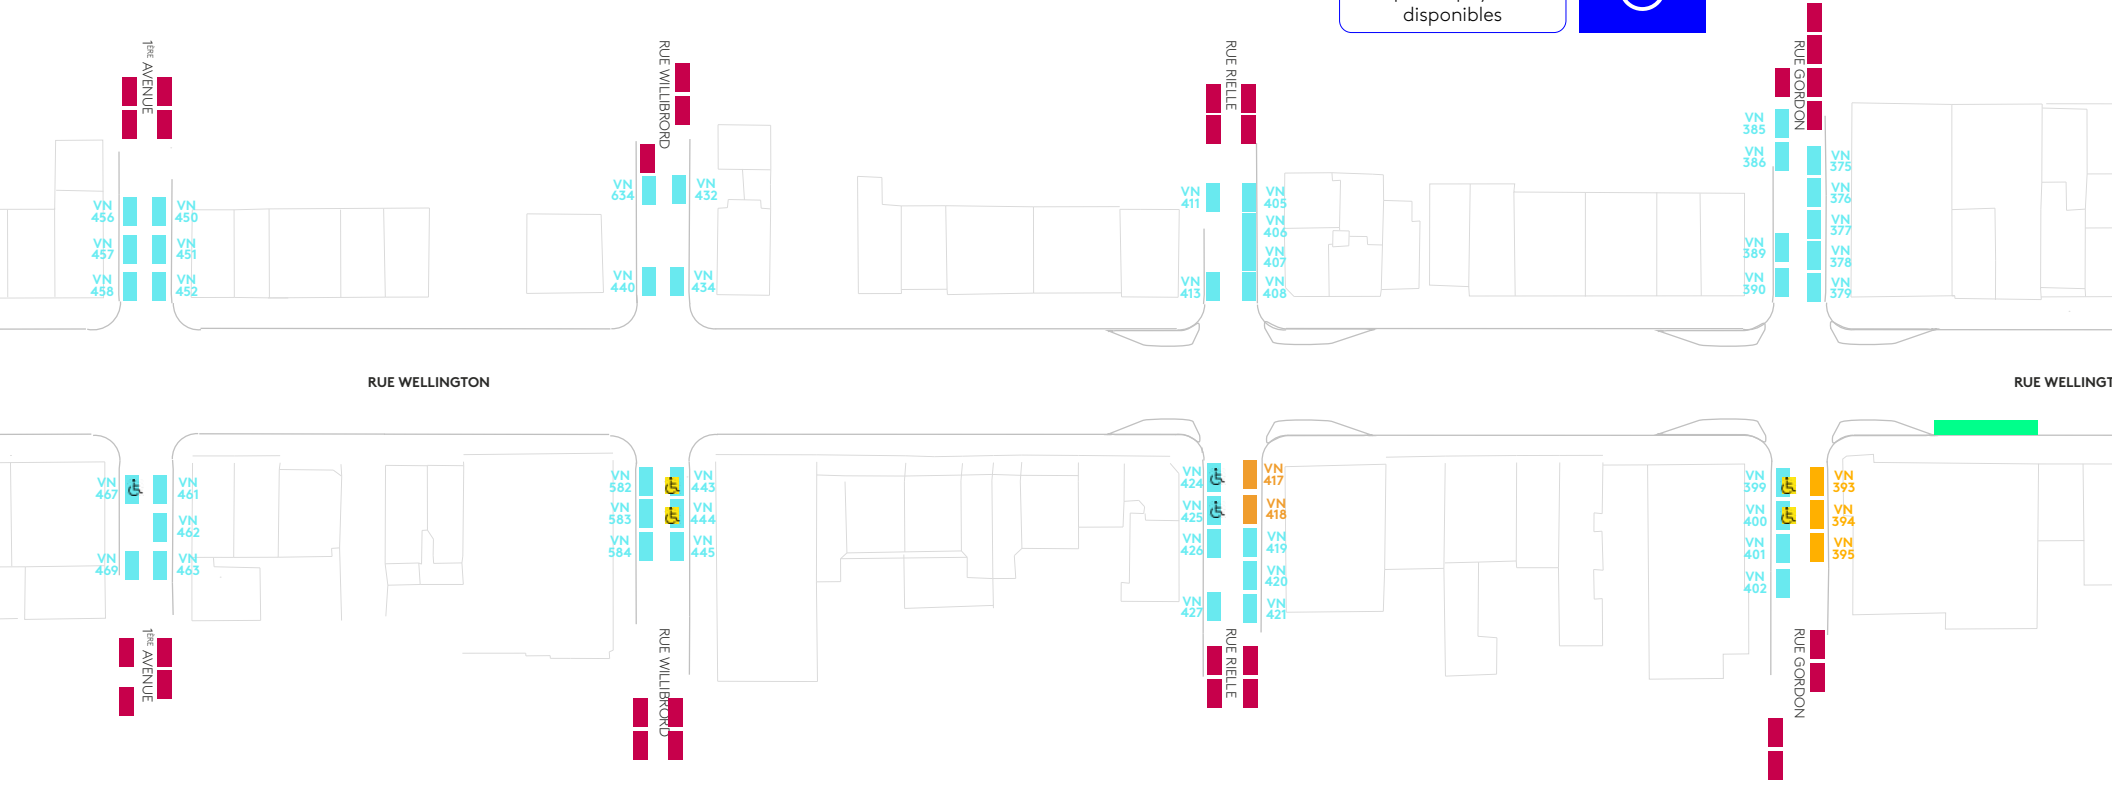 disponibles
1ÈRE AVENUE
RUE WILLIBRORD
RUE RIELLE
RUE GORDON
VN
385
VN
386
VN
375
VN
376
VN
377
VN
378
VN
379
VN
389
VN
390
VN
456
VN
450
VN
457
VN
451
VN
458
VN
452
VN
634
VN
432
VN
440
VN
434
VN
411
VN
405
VN
406
VN
407
VN
413
VN
408
RUE WELLINGTON
RUE WELLINGT
VN
467
VN
461
VN
462
VN
469
VN
463
VN
582
VN
443
VN
583
VN
444
VN
584
VN
445
VN
424
VN
417
VN
425
VN
418
VN
426
VN
419
VN
420
VN
427
VN
421
VN
399
VN
393
VN
400
VN
394
VN
401
VN
395
VN
402
1ÈRE AVENUE
RUE WILLIBRORD
RUE RIELLE
RUE GORDON